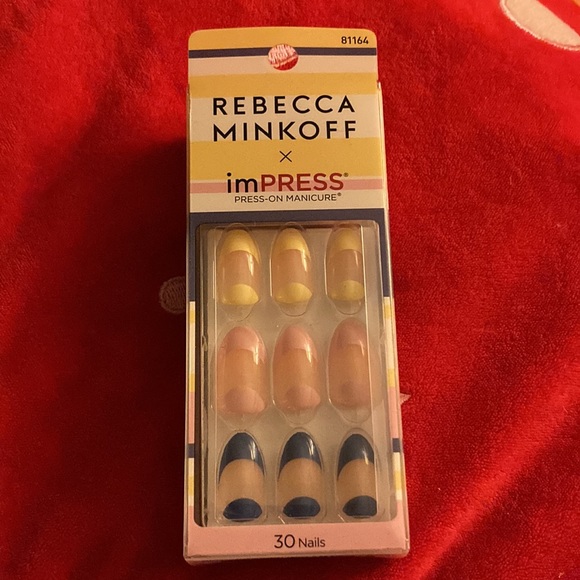 81164
REBECCA
MINKOFF
×
imPRESS®
PRESS-ON MANICURE®
30 Nails